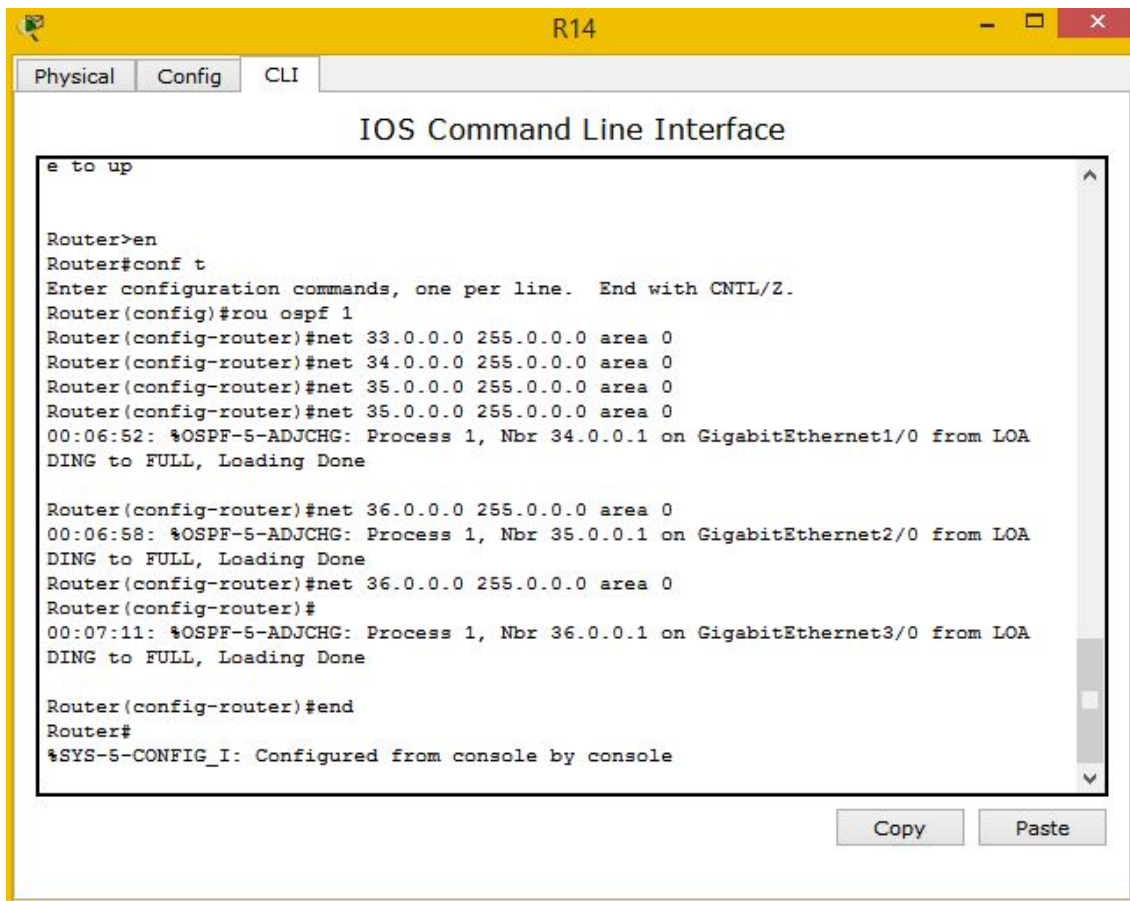 R14
Physical Config CLI
IOS Command Line Interface
e to up
Router>en
Router#conf t
Enter configuration commands, one per line.  End with CNTL/Z.
Router(config)#rou ospf 1
Router(config-router)#net 33.0.0.0 255.0.0.0 area 0
Router(config-router)#net 34.0.0.0 255.0.0.0 area 0
Router(config-router)#net 35.0.0.0 255.0.0.0 area 0
Router(config-router)#net 35.0.0.0 255.0.0.0 area 0
00:06:52: %OSPF-5-ADJCHG: Process 1, Nbr 34.0.0.1 on GigabitEthernet1/0 from LOA
DING to FULL, Loading Done
Router(config-router)#net 36.0.0.0 255.0.0.0 area 0
00:06:58: %OSPF-5-ADJCHG: Process 1, Nbr 35.0.0.1 on GigabitEthernet2/0 from LOA
DING to FULL, Loading Done
Router(config-router)#net 36.0.0.0 255.0.0.0 area 0
Router(config-router)#
00:07:11: %OSPF-5-ADJCHG: Process 1, Nbr 36.0.0.1 on GigabitEthernet3/0 from LOA
DING to FULL, Loading Done
Router(config-router)#end
Router#
%SYS-5-CONFIG_I: Configured from console by console
Copy Paste